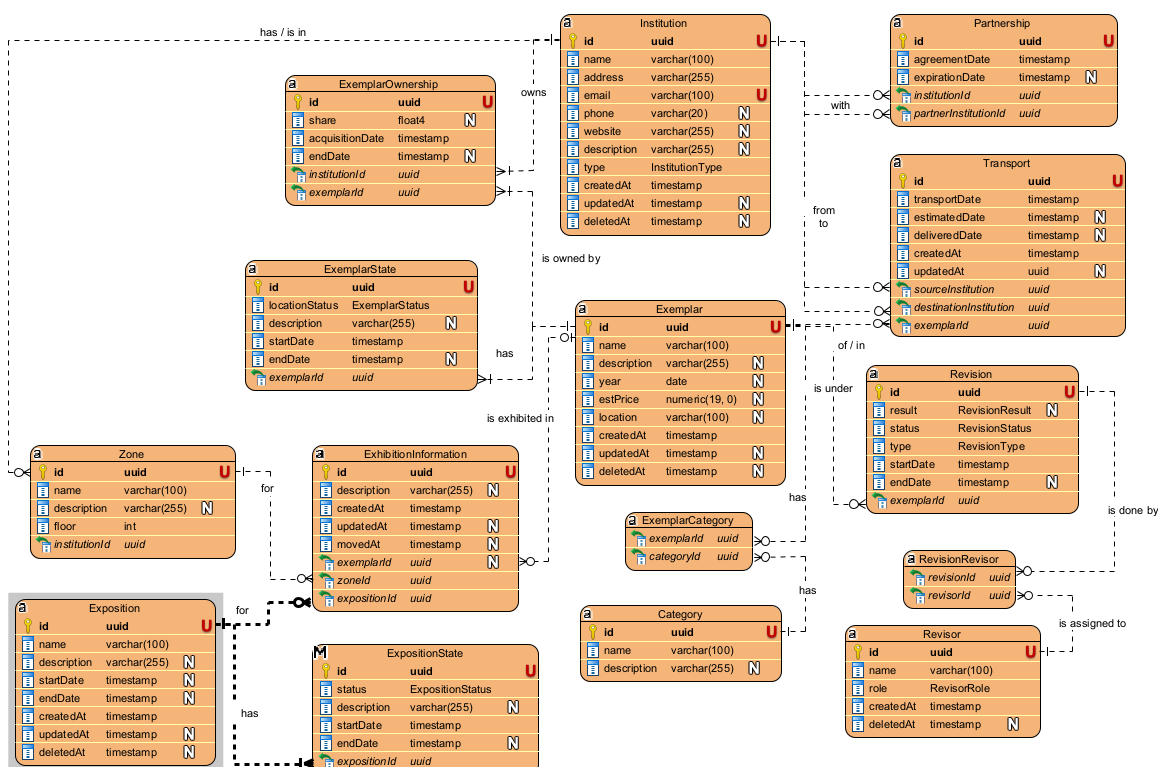 Institution
id uuid U
name varchar(100)
address varchar(255)
email varchar(100) U
phone varchar(20) N
website varchar(255) N
description varchar(255) N
type InstitutionType
createdAt timestamp
updatedAt timestamp N
deletedAt timestamp N
Partnership
id uuid U
agreementDate timestamp
expirationDate timestamp N
institutionId uuid
partnerInstitutionId uuid
has / is in
owns
with
ExemplarOwnership
id uuid U
share float4 N
acquisitionDate timestamp
endDate timestamp N
institutionId uuid
exemplarId uuid
Transport
id uuid U
transportDate timestamp
estimatedDate timestamp N
deliveredDate timestamp N
createdAt timestamp
updatedAt uuid N
sourceInstitution uuid
destinationInstitution uuid
exemplarId uuid
from
to
is owned by
ExemplarState
id uuid U
locationStatus ExemplarStatus
description varchar(255) N
startDate timestamp
endDate timestamp N
exemplarId uuid
has
Exemplar
id uuid U
name varchar(100)
description varchar(255) N
year date N
estPrice numeric(19, 0) N
location varchar(100) N
createdAt timestamp
updatedAt timestamp N
deletedAt timestamp N
of / in
is under
is exhibited in
Revision
id uuid U
result RevisionResult N
status RevisionStatus
type RevisionType
startDate timestamp
endDate timestamp N
exemplarId uuid
is done by
Zone
id uuid U
name varchar(100)
description varchar(255) N
floor int
institutionId uuid
for
ExhibitionInformation
id uuid U
description varchar(255) N
createdAt timestamp
updatedAt timestamp N
movedAt timestamp N
exemplarId uuid N
zoneId uuid
expositionId uuid
has
ExemplarCategory
exemplarId uuid
categoryId uuid
has
RevisionRevisor
revisionId uuid
revisorId uuid
is assigned to
Exposition
id uuid U
name varchar(100)
description varchar(255) N
startDate timestamp N
endDate timestamp N
createdAt timestamp
updatedAt timestamp N
deletedAt timestamp N
for
has
M
ExpositionState
id uuid U
status ExpositionStatus
description varchar(255) N
startDate timestamp
endDate timestamp N
expositionId uuid
Category
id uuid U
name varchar(100)
description varchar(255) N
Revisor
id uuid U
name varchar(100)
role RevisorRole
createdAt timestamp
deletedAt timestamp N